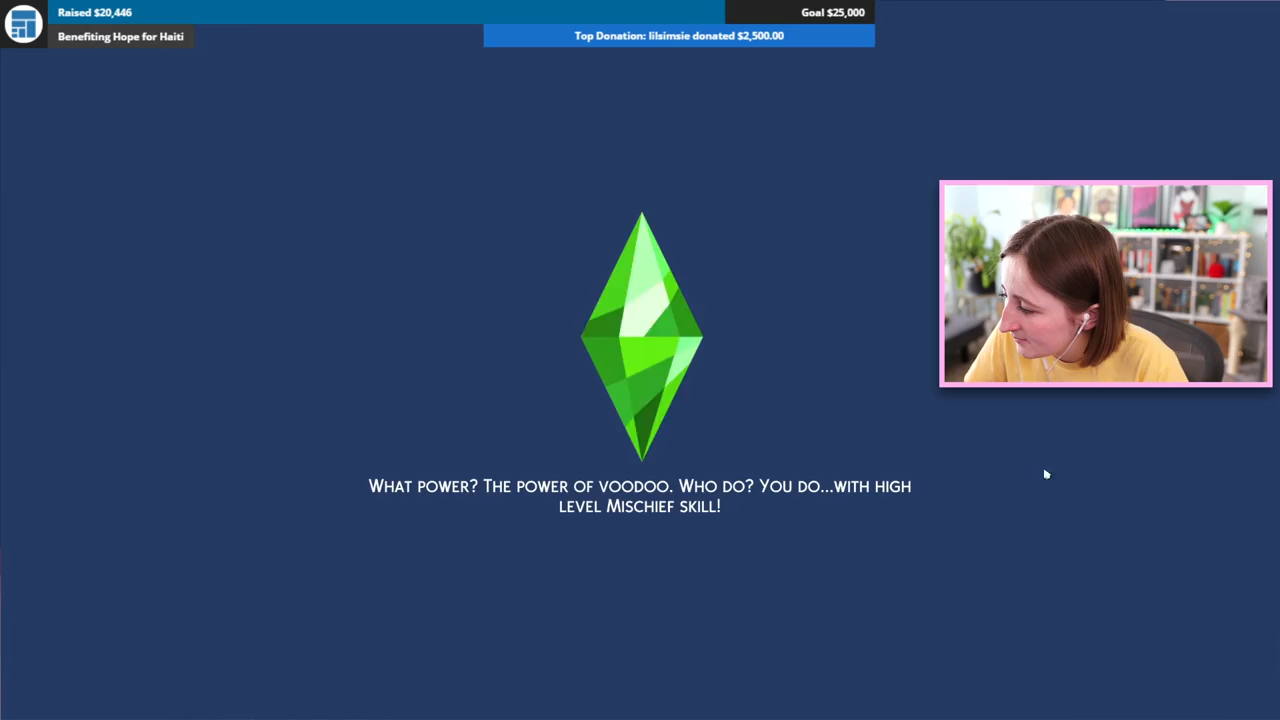 Raised $20,446
Goal $25,000
Benefiting Hope for Haiti
Top Donation: lilsimsie donated $2,500.00
What power? The power of voodoo. Who do? You do...with high
level Mischief skill!